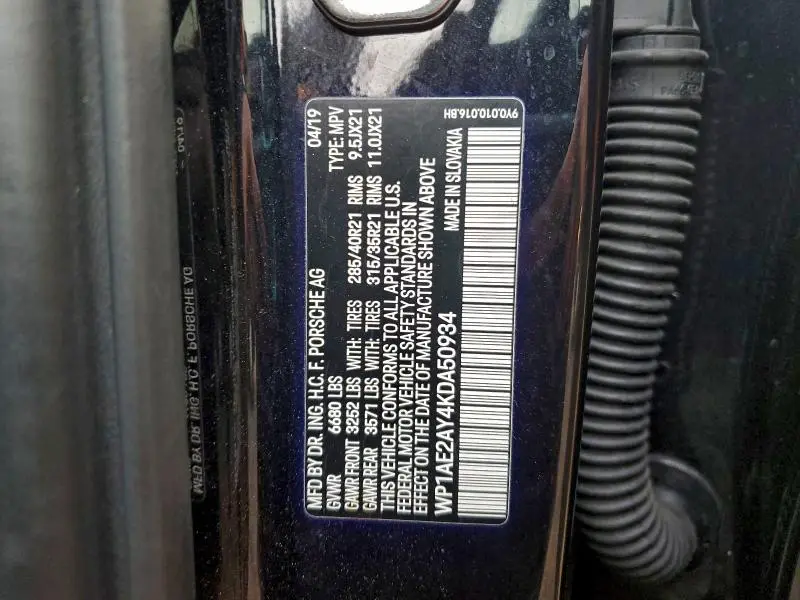 MFD BY DR. ING. H.C. F. PORSCHE AG 04/19
GVWR 6680 LBS TYPE: MPV
GAWR FRONT 3252 LBS WITH: TIRES 285/40R21 RIMS 9.5JX21
GAWR REAR 3571 LBS WITH: TIRES 315/35R21 RIMS 11.0JX21
THIS VEHICLE CONFORMS TO ALL APPLICABLE U.S.
FEDERAL MOTOR VEHICLE SAFETY STANDARDS IN
EFFECT ON THE DATE OF MANUFACTURE SHOWN ABOVE
WP1AE2AY4KDA50934 MADE IN SLOVAKIA
9Y0.010.016.BH